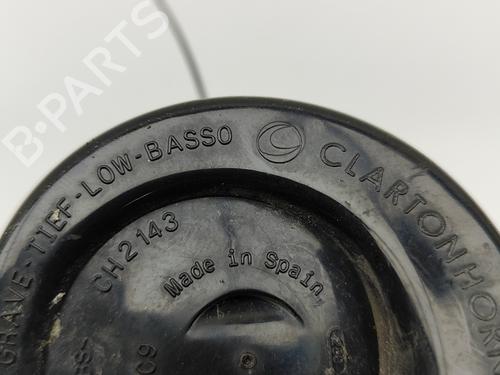 B-PARTS
GRAVE-TIEF-LOW-BASSO
CLARTONHORN
CH2143
Made in Spain